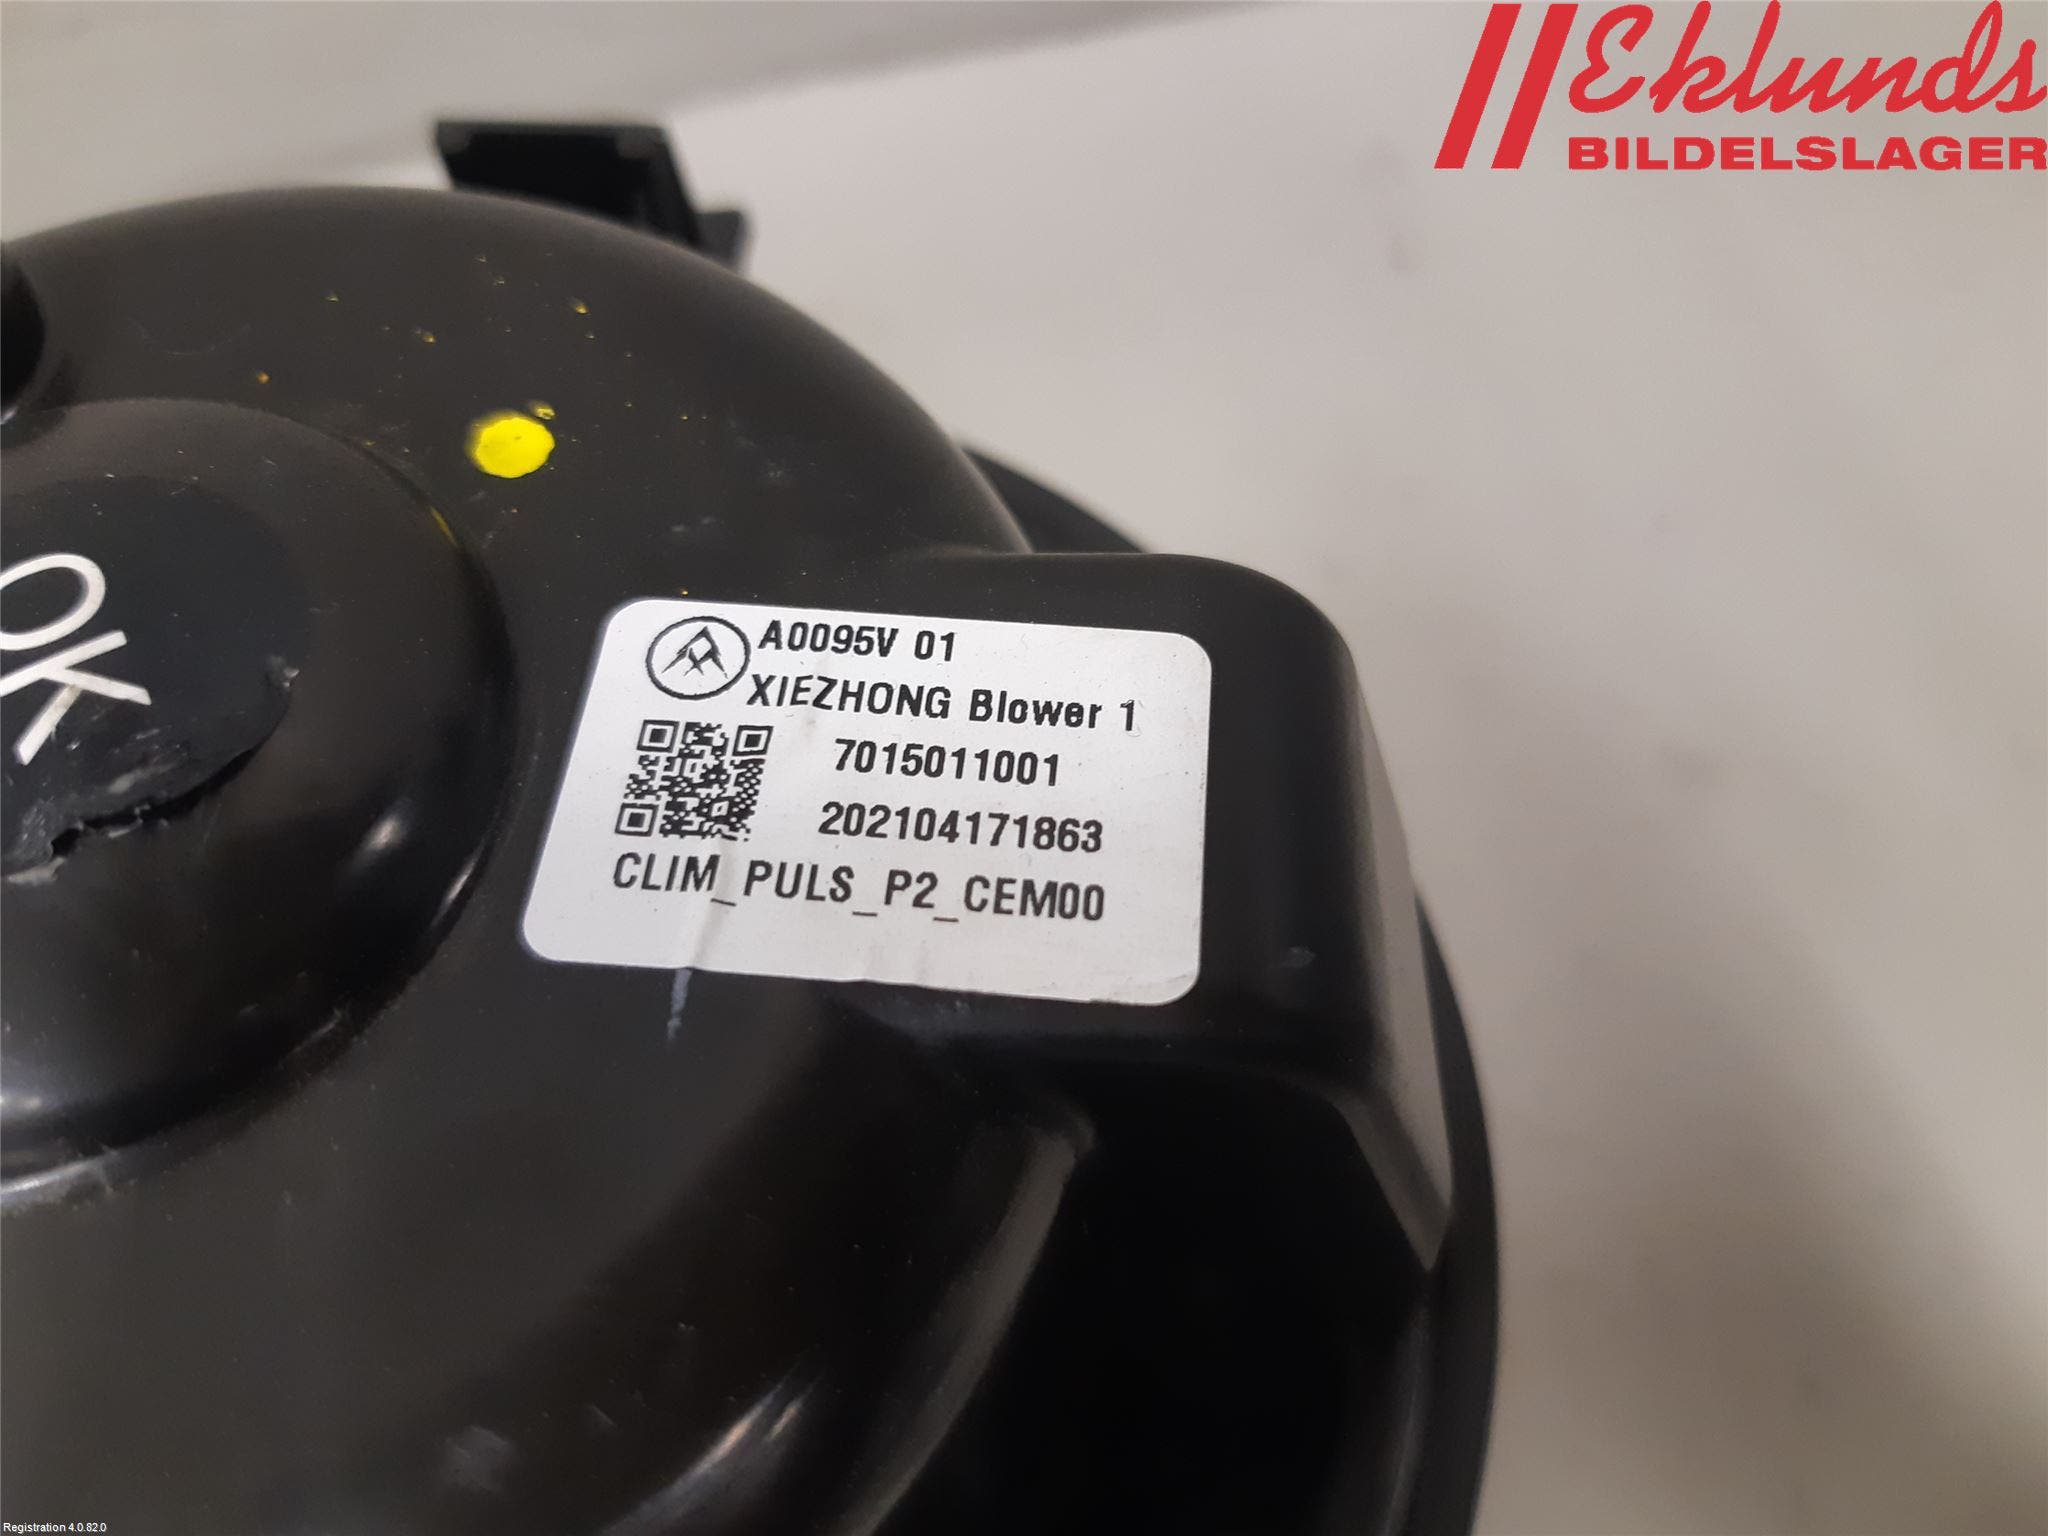 Eklunds
BILDELSLAGER
OK
A0095V 01
XIEZHONG Blower 1
7015011001
202104171863
CLIM_PULS_P2_CEM00
Registration 4.0.82.0